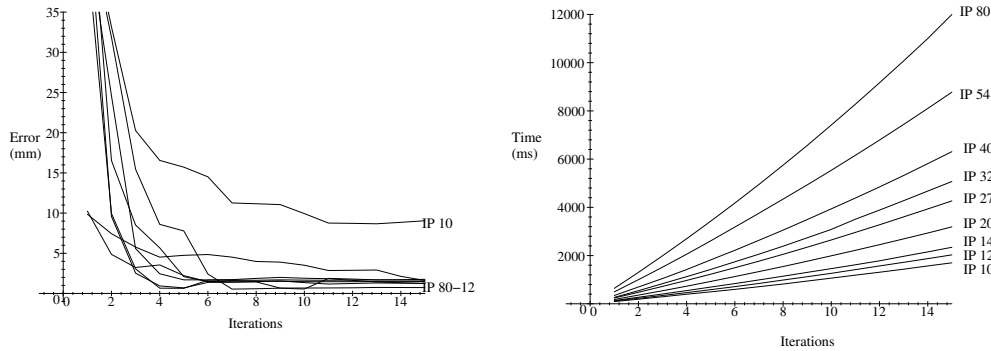 35
30
25
20
15
10
5
Error
(mm)
0
0
2
4
6
8
10
12
14
Iterations
IP 10
IP 80-12
12000
10000
8000
6000
4000
2000
Time
(ms)
0
0
2
4
6
8
10
12
14
Iterations
IP 80
IP 54
IP 40
IP 32
IP 27
IP 20
IP 14
IP 12
IP 10